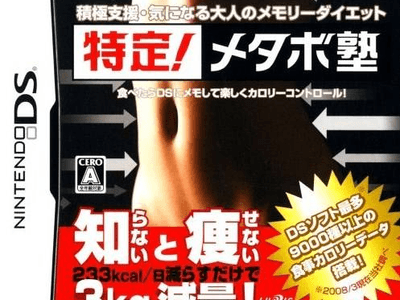 積極支援・気になる大人のメモリーダイエット
特定!メタボ塾
食べたらDSにメモして楽しくカロリーコントロール!
NINTENDO DS
CERO
A
知らないと痩せない
233kcal/日減らすだけで
3kg減量!
DSソフト最多
9000種以上の
食事カロリーデータ
搭載!
※2008/3現在当社調べ